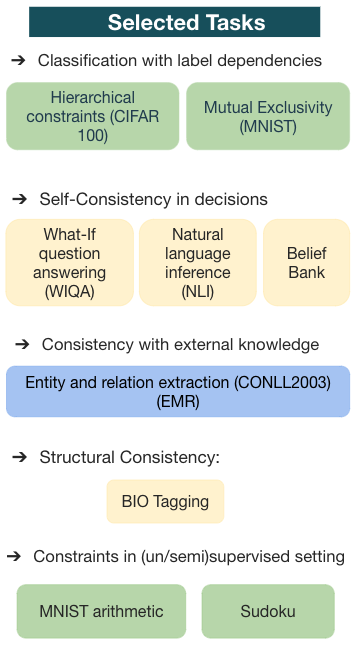 Selected Tasks
➔ Classification with label dependencies
Hierarchical
constraints (CIFAR
100)
Mutual Exclusivity
(MNIST)
➔ Self-Consistency in decisions
What-If
question
answering
(WIQA)
Natural
language
inference
(NLI)
Belief
Bank
➔ Consistency with external knowledge
Entity and relation extraction (CONLL2003)
(EMR)
➔ Structural Consistency:
BIO Tagging
➔ Constraints in (un/semi)supervised setting
MNIST arithmetic
Sudoku